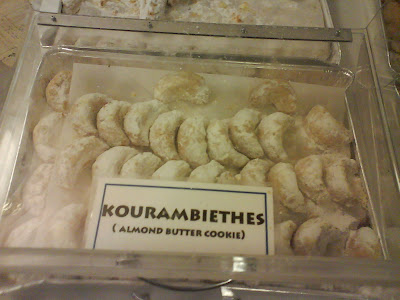 KOURAMBIETHES
( ALMOND BUTTER COOKIE)